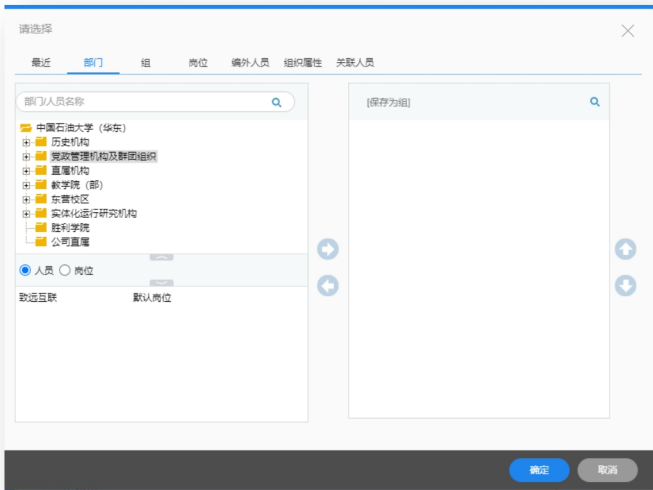 请选择
最近 部门 组 岗位 编外人员 组织属性 关联人员
部门/人员名称
[保存为组]
中国石油大学（华东）
历史机构
党政管理机构及群团组织
直属机构
教学院（部）
东营校区
实体化运行研究机构
胜利学院
公司直属
人员 岗位
致远互联 默认岗位
确定 取消